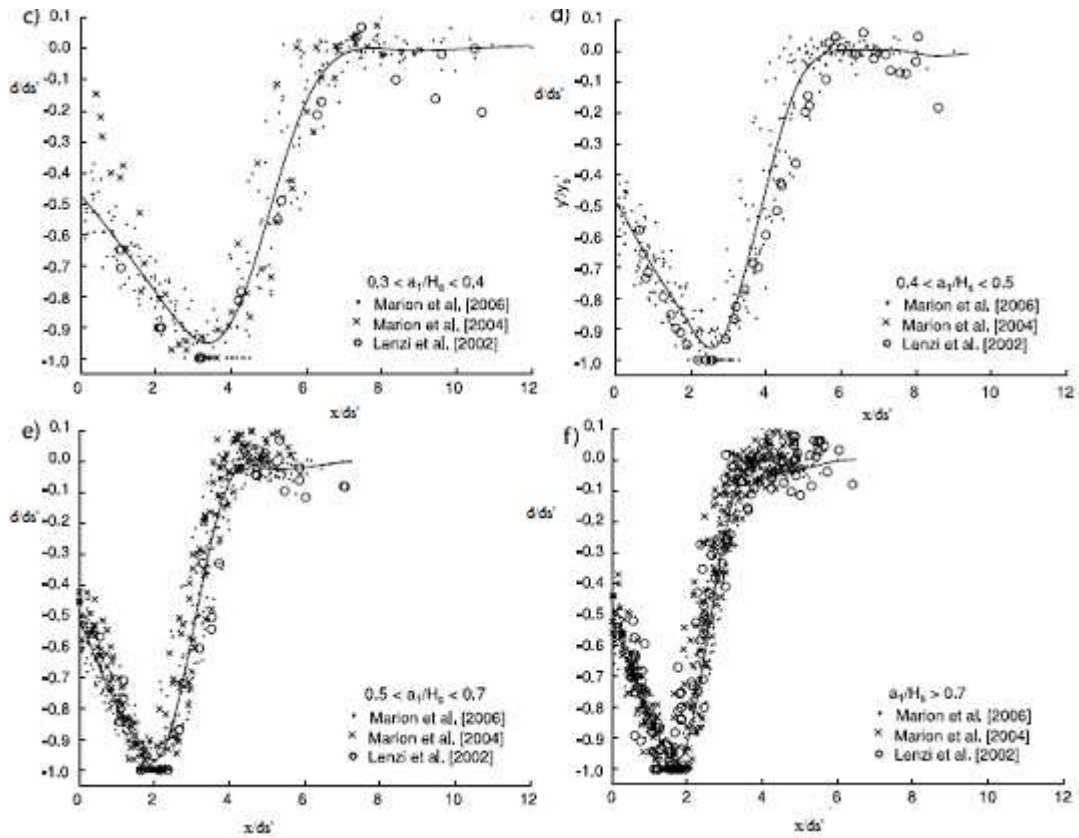 c)
0.1
0.0
-0.1
d/ds'
-0.2
-0.3
-0.4
-0.5
-0.6
-0.7
-0.8
-0.9
-1.0
0.3 < a₁/Hₛ < 0.4
Marion et al. [2006]
Marion et al. [2004]
Lenzi et al. [2002]
0 2 4 6 8 10 12
x/ds'
d)
0.1
0.0
-0.1
d/ds'
-0.2
-0.3
-0.4
-0.5
y'/yₛ'
-0.6
-0.7
-0.8
-0.9
-1.0
0.4 < a₁/Hₛ < 0.5
Marion et al. [2006]
Marion et al. [2004]
Lenzi et al. [2002]
0 2 4 6 8 10 12
x/ds'
e)
0.1
0.0
-0.1
d/ds'
-0.2
-0.3
-0.4
-0.5
-0.6
-0.7
-0.8
-0.9
-1.0
0.5 < a₁/Hₛ < 0.7
Marion et al. [2006]
Marion et al. [2004]
Lenzi et al. [2002]
0 2 4 6 8 10 12
x/ds'
f)
0.1
0.0
-0.1
d/ds'
-0.2
-0.3
-0.4
-0.5
-0.6
-0.7
-0.8
-0.9
-1.0
a₁/Hₛ > 0.7
Marion et al. [2006]
Marion et al. [2004]
Lenzi et al. [2002]
0 2 4 6 8 10 12
x/ds'